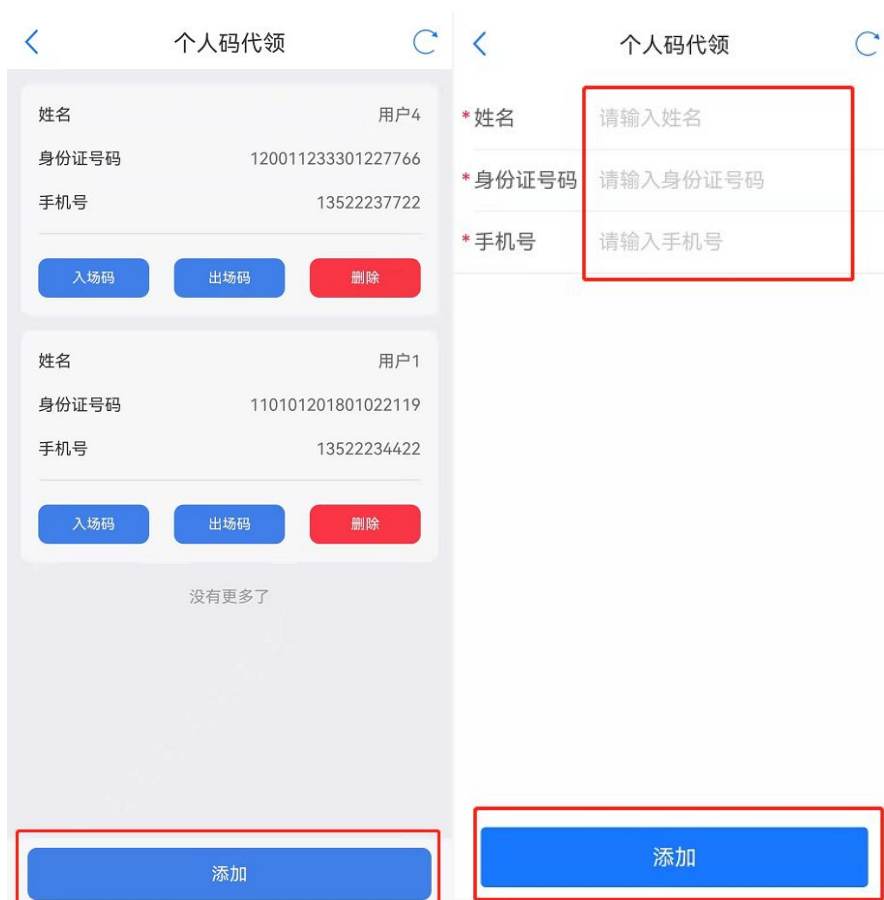 个人码代领
姓名 用户4
身份证号码 120011233301227766
手机号 13522237722
入场码 出场码 删除
姓名 用户1
身份证号码 110101201801022119
手机号 13522234422
入场码 出场码 删除
没有更多了
添加
个人码代领
*姓名 请输入姓名
*身份证号码 请输入身份证号码
*手机号 请输入手机号
添加